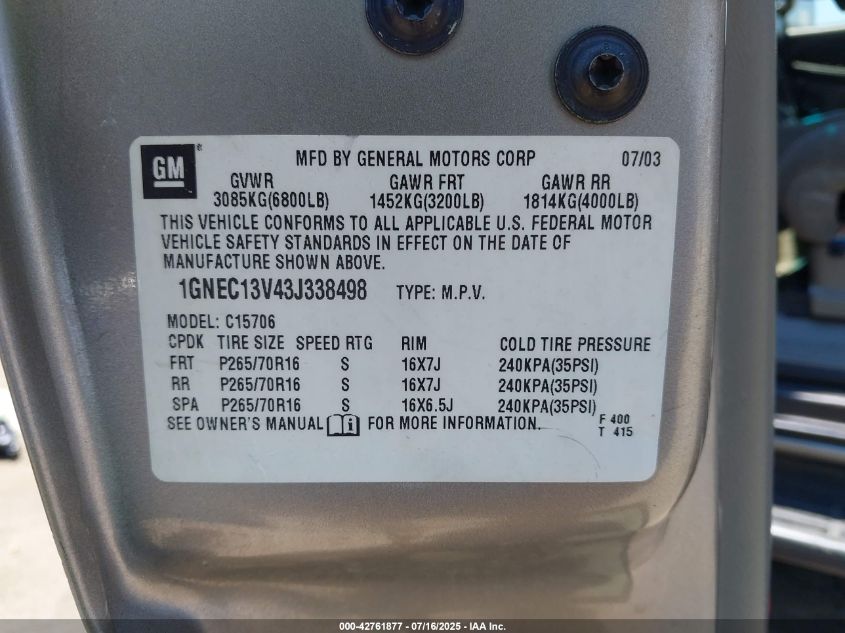 GM
MFD BY GENERAL MOTORS CORP 07/03
GVWR GAWR FRT GAWR RR
3085KG(6800LB) 1452KG(3200LB) 1814KG(4000LB)
THIS VEHICLE CONFORMS TO ALL APPLICABLE U.S. FEDERAL MOTOR
VEHICLE SAFETY STANDARDS IN EFFECT ON THE DATE OF
MANUFACTURE SHOWN ABOVE.
1GNEC13V43J338498 TYPE: M.P.V.
MODEL: C15706
CPDK TIRE SIZE SPEED RTG RIM COLD TIRE PRESSURE
FRT P265/70R16 S 16X7J 240KPA(35PSI)
RR P265/70R16 S 16X7J 240KPA(35PSI)
SPA P265/70R16 S 16X6.5J 240KPA(35PSI)
SEE OWNER'S MANUAL FOR MORE INFORMATION. F 400
T 415
000-42761877 - 07/16/2025 - IAA Inc.